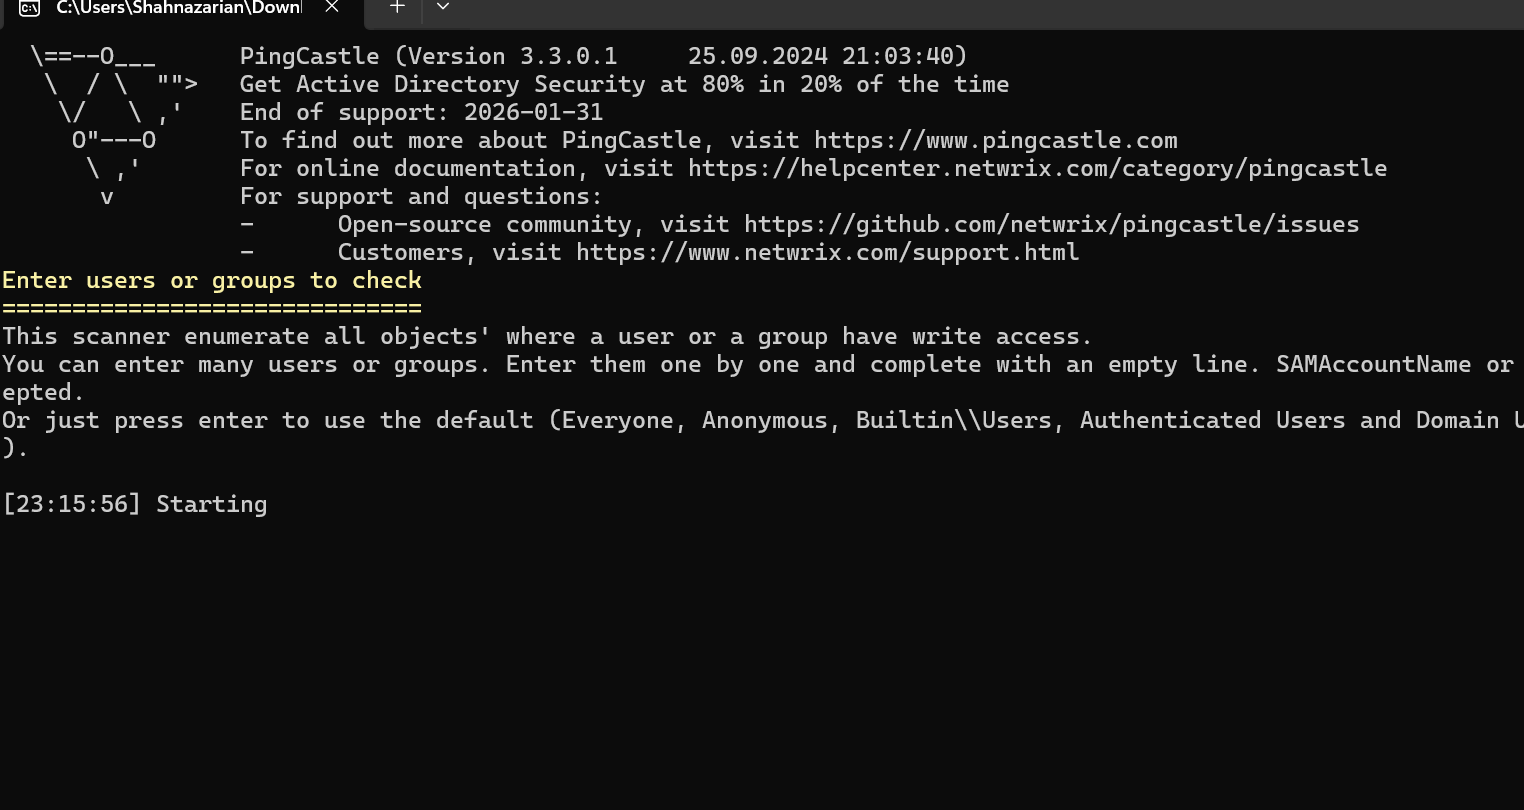 C:\Users\Shahnazarian\Down
\==--O___      PingCastle (Version 3.3.0.1     25.09.2024 21:03:40)
\  / \  "">   Get Active Directory Security at 80% in 20% of the time
\/   \ ,'    End of support: 2026-01-31
O"---O      To find out more about PingCastle, visit https://www.pingcastle.com
\ ,'       For online documentation, visit https://helpcenter.netwrix.com/category/pingcastle
v         For support and questions:
-      Open-source community, visit https://github.com/netwrix/pingcastle/issues
-      Customers, visit https://www.netwrix.com/support.html
Enter users or groups to check
==============================
This scanner enumerate all objects' where a user or a group have write access.
You can enter many users or groups. Enter them one by one and complete with an empty line. SAMAccountName or
epted.
Or just press enter to use the default (Everyone, Anonymous, Builtin\\Users, Authenticated Users and Domain U
).
[23:15:56] Starting